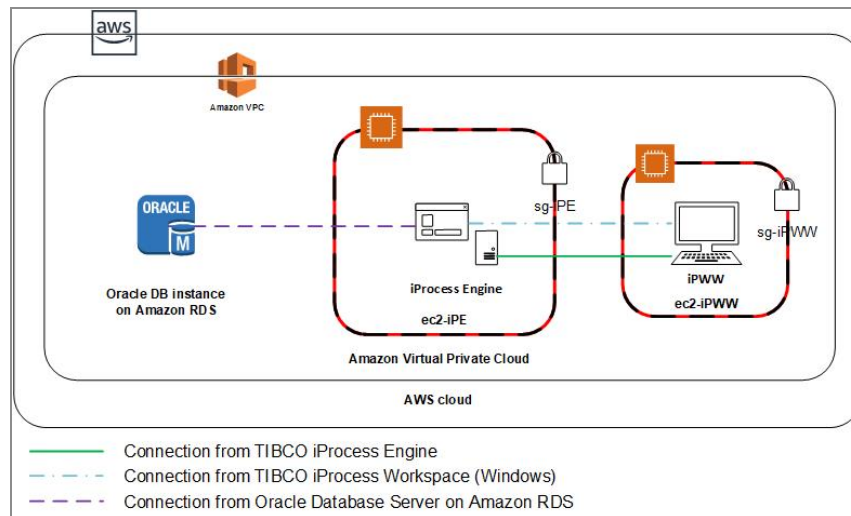 aws
Amazon VPC
ORACLE
M
Oracle DB instance
on Amazon RDS
sg-iPE
iProcess Engine
ec2-iPE
sg-iPWW
iPWW
ec2-iPWW
Amazon Virtual Private Cloud
AWS cloud
Connection from TIBCO iProcess Engine
Connection from TIBCO iProcess Workspace (Windows)
Connection from Oracle Database Server on Amazon RDS